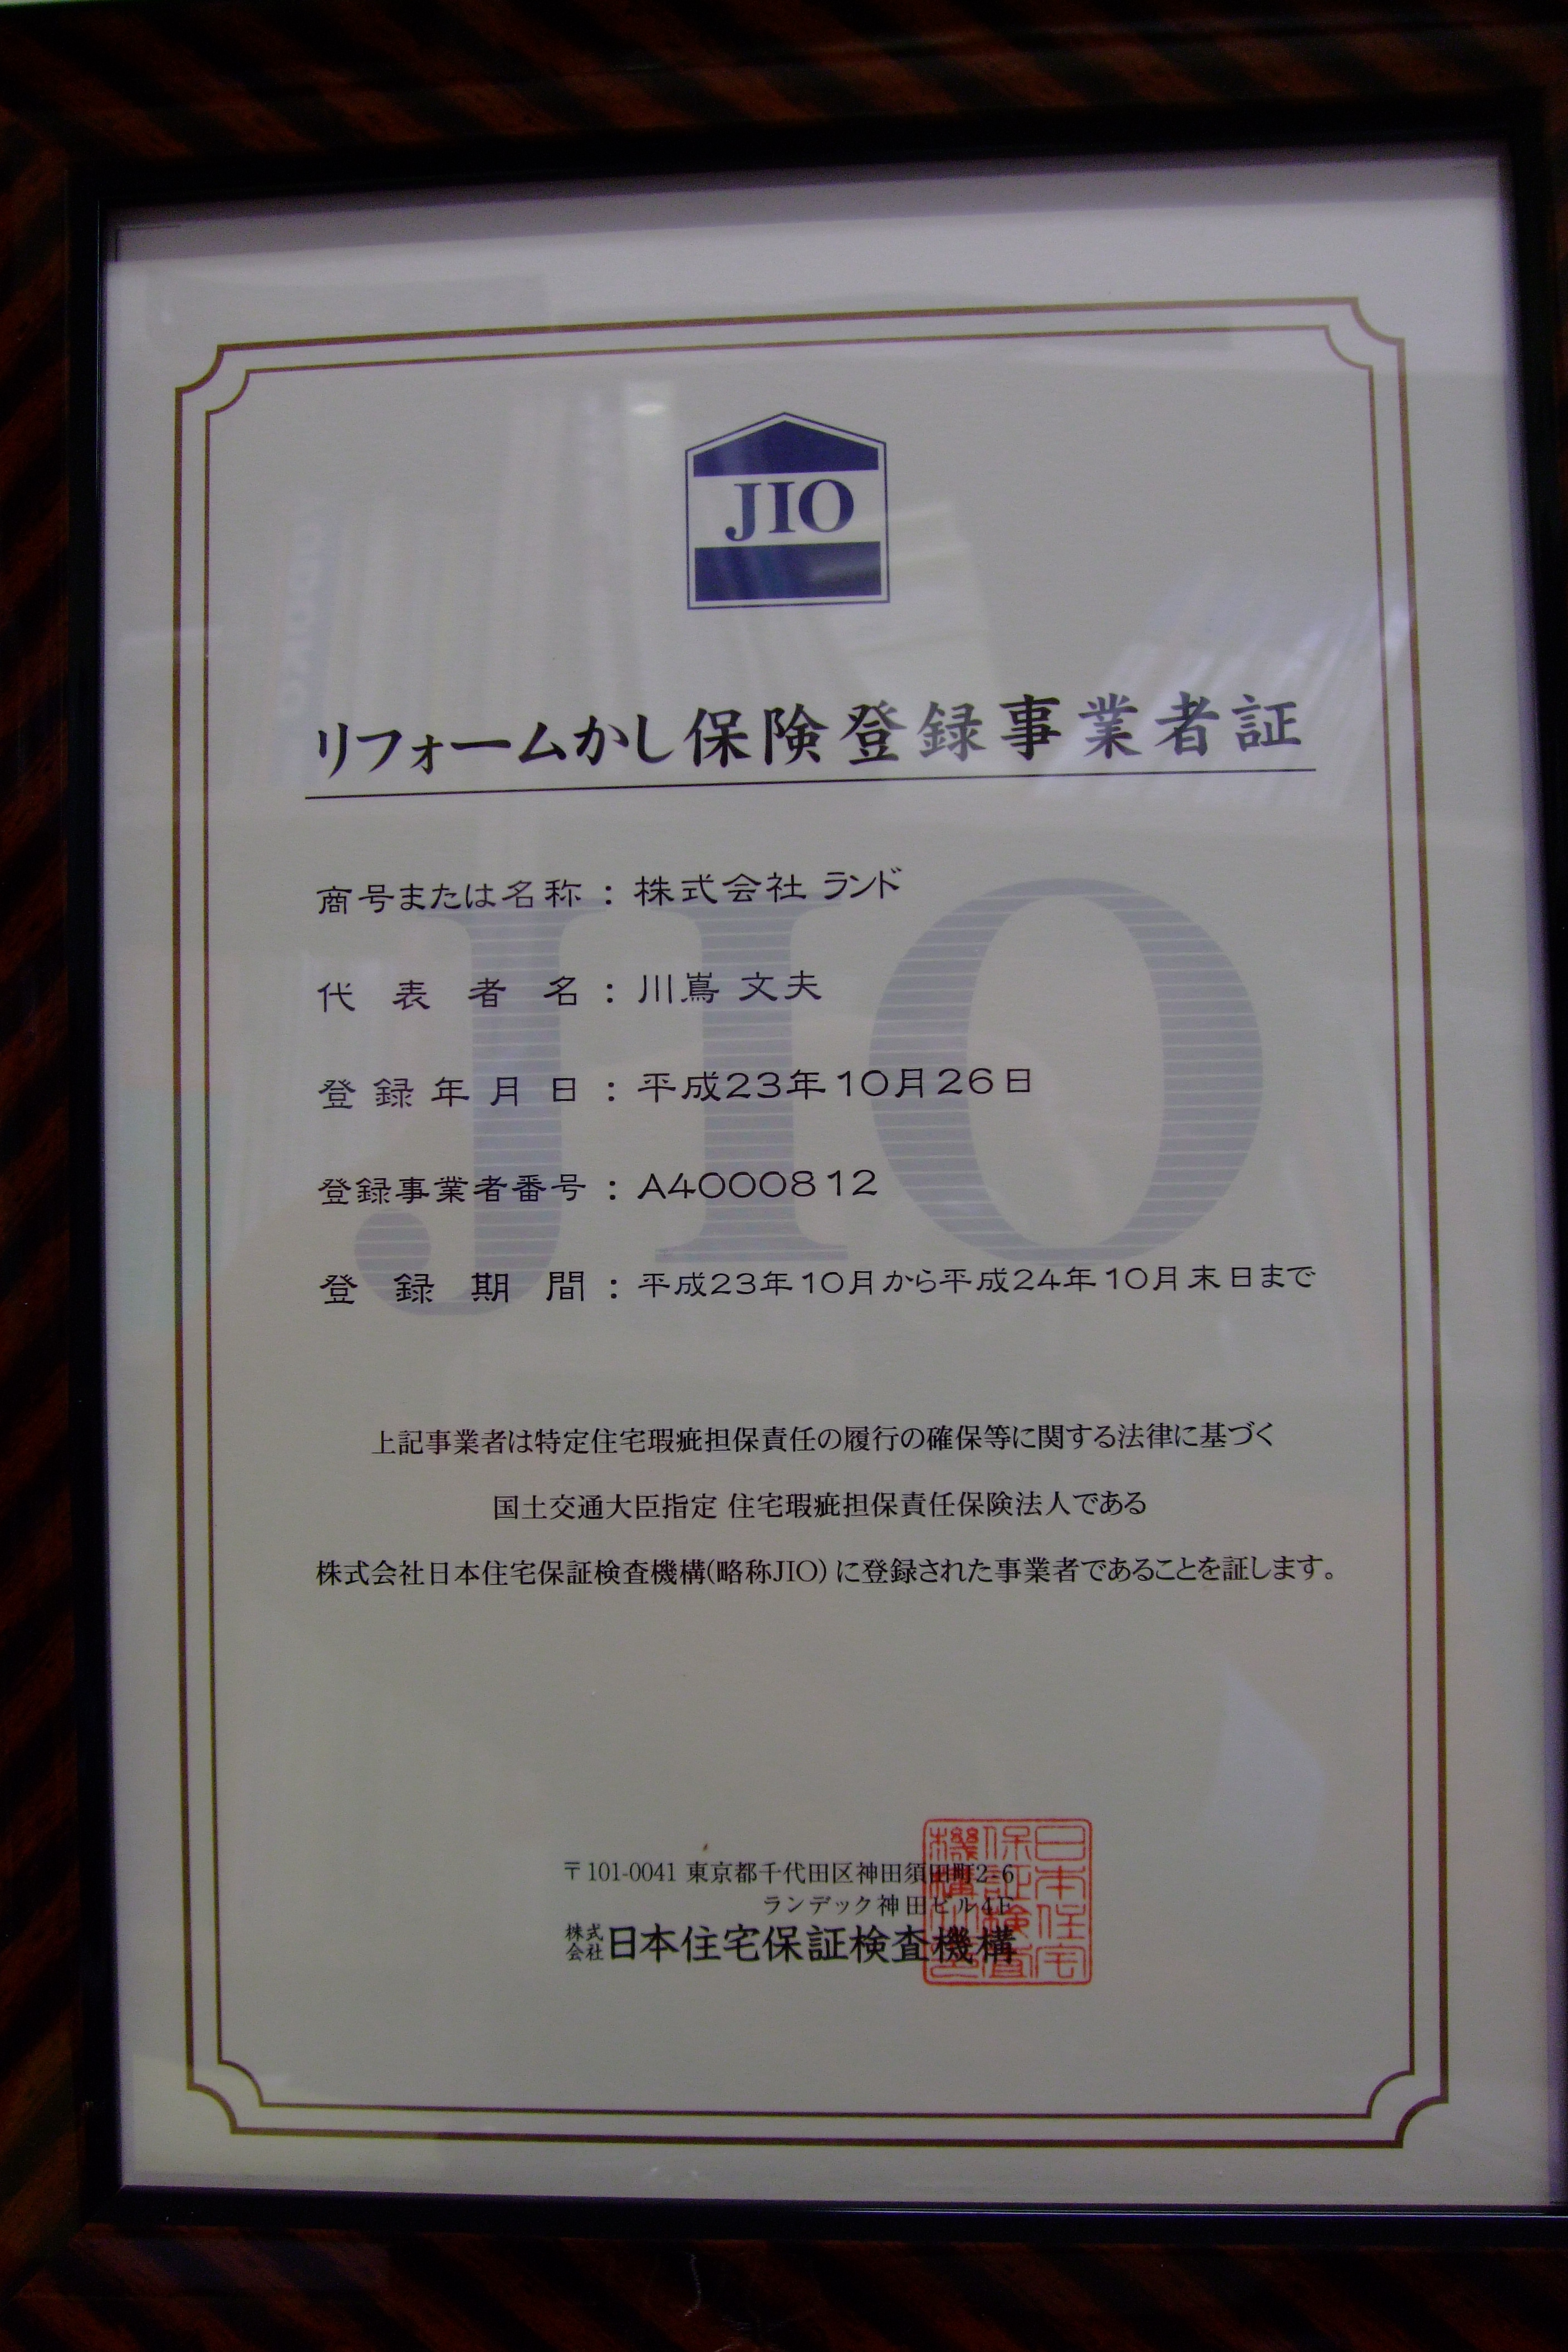 JIO
リフォームかし保険登録事業者証
商号または名称：株式会社 ランド
代表者名：川嶌 文夫
登録年月日：平成23年10月26日
登録事業者番号：A4000812
登録期間：平成23年10月から平成24年10月末日まで
JIO
上記事業者は特定住宅瑕疵担保責任の履行の確保等に関する法律に基づく
国土交通大臣指定 住宅瑕疵担保責任保険法人である
株式会社日本住宅保証検査機構(略称JIO)に登録された事業者であることを証します。
〒101-0041 東京都千代田区神田須田町2-6
ランデック神田ビル4F
株式会社日本住宅保証検査機構
日本住宅
保証検査
機構